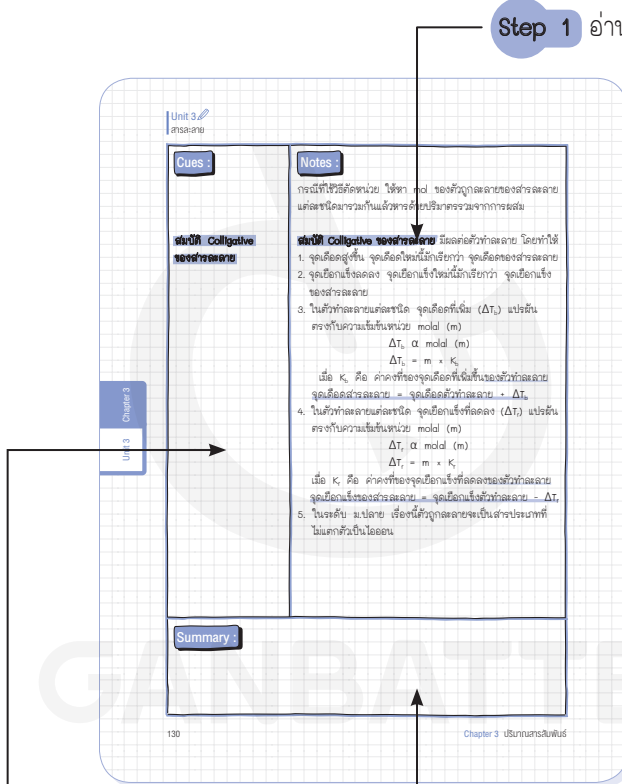 Step 1 อ่าน
Unit 3
สารละลาย
Cues :
Notes :
กรณีที่ใช้วิธีตัดหน่วย ให้หา mol ของตัวถูกละลายของสารละลาย
แต่ละชนิดมารวมกันแล้วหารด้วยปริมาตรรวมจากการผสม
สมบัติ Colligative
ของสารละลาย
สมบัติ Colligative ของสารละลาย มีผลต่อตัวทำละลาย โดยทำให้
1. จุดเดือดสูงขึ้น จุดเดือดใหม่นี้มักเรียกว่า จุดเดือดของสารละลาย
2. จุดเยือกแข็งลดลง จุดเยือกแข็งใหม่นี้มักเรียกว่า จุดเยือกแข็ง
ของสารละลาย
3. ในตัวทำละลายแต่ละชนิด จุดเดือดที่เพิ่ม (ΔT_b) แปรผัน
ตรงกับความเข้มข้นหน่วย molal (m)
ΔT_b α molal (m)
ΔT_b = m × K_b
เมื่อ K_b คือ ค่าคงที่ของจุดเดือดที่เพิ่มขึ้นของตัวทำละลาย
จุดเดือดสารละลาย = จุดเดือดตัวทำละลาย + ΔT_b
4. ในตัวทำละลายแต่ละชนิด จุดเยือกแข็งที่ลดลง (ΔT_f) แปรผัน
ตรงกับความเข้มข้นหน่วย molal (m)
ΔT_f α molal (m)
ΔT_f = m × K_f
เมื่อ K_f คือ ค่าคงที่ของจุดเยือกแข็งที่ลดลงของตัวทำละลาย
จุดเยือกแข็งของสารละลาย = จุดเยือกแข็งตัวทำละลาย - ΔT_f
5. ในระดับ ม.ปลาย เรื่องนี้ตัวถูกละลายจะเป็นสารประเภทที่
ไม่แตกตัวเป็นไอออน
Chapter 3
Unit 3
Summary :
GANBATTE
130
Chapter 3 ปริมาณสารสัมพันธ์